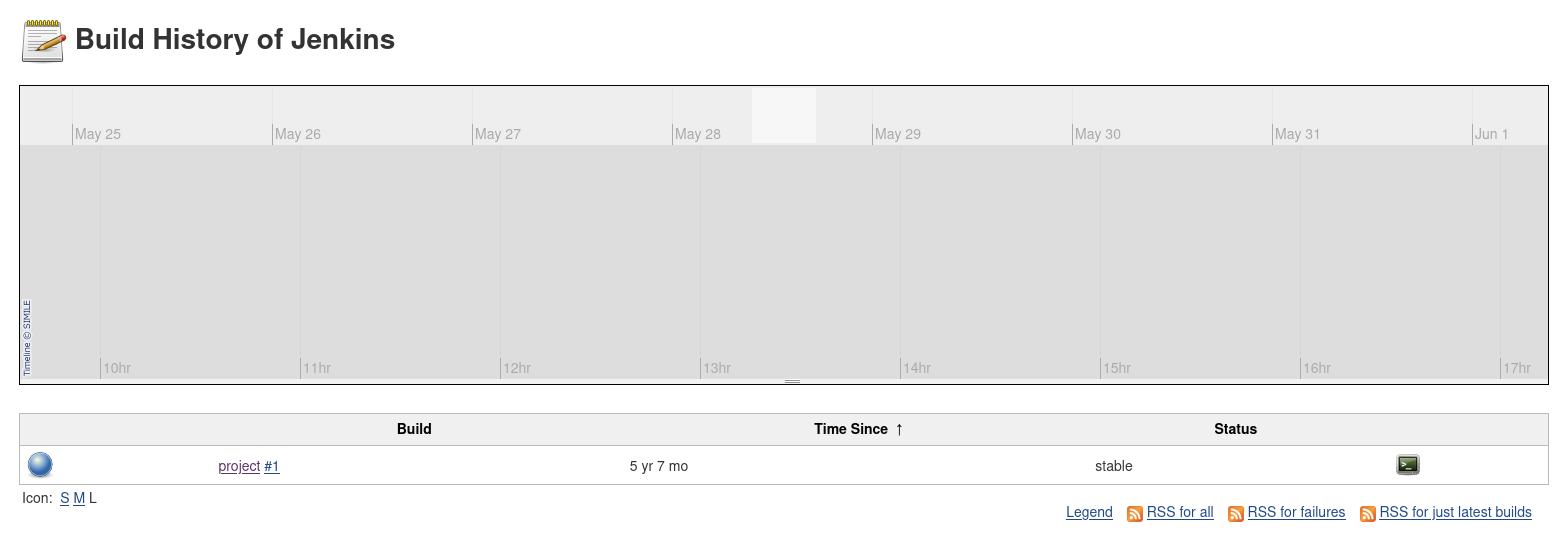 Build History of Jenkins
May 25 May 26 May 27 May 28 May 29 May 30 May 31 Jun 1
Timeline © SIMILE
10hr 11hr 12hr 13hr 14hr 15hr 16hr 17hr
Build Time Since ↑ Status
project #1 5 yr 7 mo stable
Icon: S M L
Legend RSS for all RSS for failures RSS for just latest builds